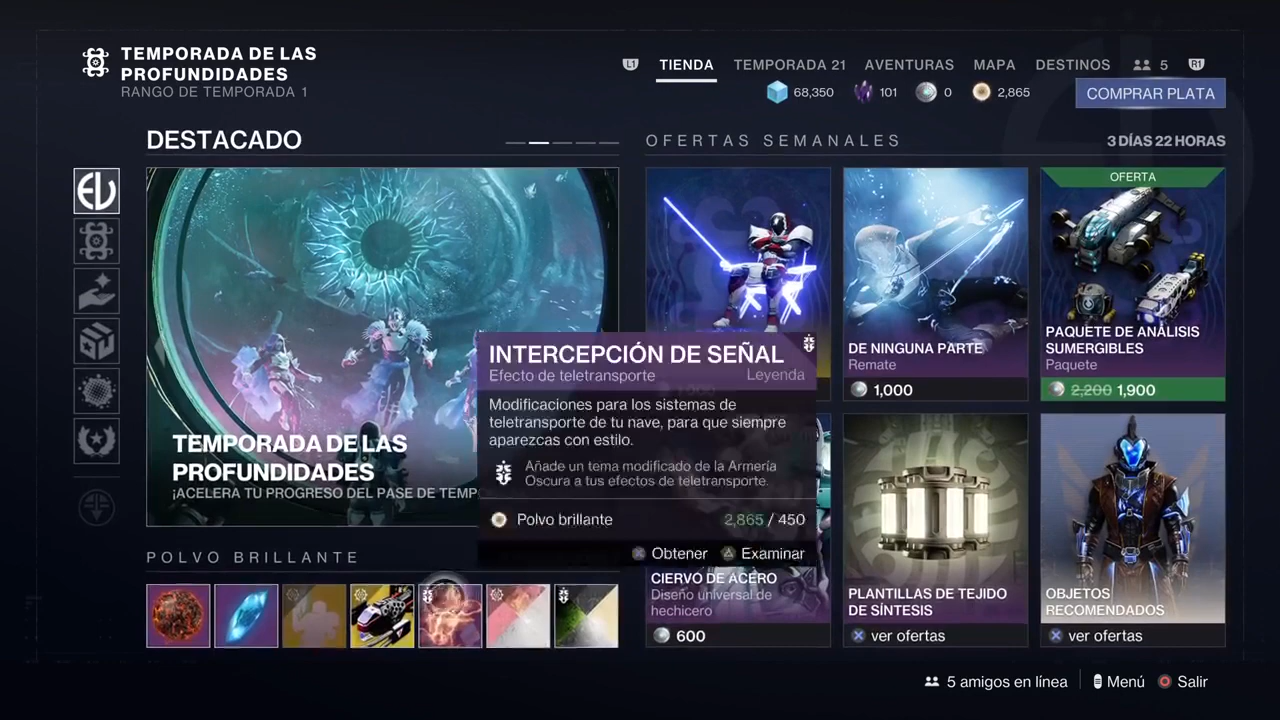 TEMPORADA DE LAS
PROFUNDIDADES
RANGO DE TEMPORADA 1
L1
TIENDA
TEMPORADA 21
AVENTURAS
MAPA
DESTINOS
5
R1
68,350
101
0
2,865
COMPRAR PLATA
DESTACADO
OFERTAS SEMANALES
3 DÍAS 22 HORAS
TEMPORADA DE LAS
PROFUNDIDADES
¡ACELERA TU PROGRESO DEL PASE DE TEMP
INTERCEPCIÓN DE SEÑAL
Efecto de teletransporte
Leyenda
Modificaciones para los sistemas de
teletransporte de tu nave, para que siempre
aparezcas con estilo.
Añade un tema modificado de la Armería
Oscura a tus efectos de teletransporte.
Polvo brillante
2,865 / 450
Obtener
Examinar
DE NINGUNA PARTE
Remate
1,000
OFERTA
PAQUETE DE ANÁLISIS
SUMERGIBLES
Paquete
2,200 1,900
POLVO BRILLANTE
CIERVO DE ACERO
Diseño universal de
hechicero
600
PLANTILLAS DE TEJIDO
DE SÍNTESIS
ver ofertas
OBJETOS
RECOMENDADOS
ver ofertas
5 amigos en línea
Menú
Salir